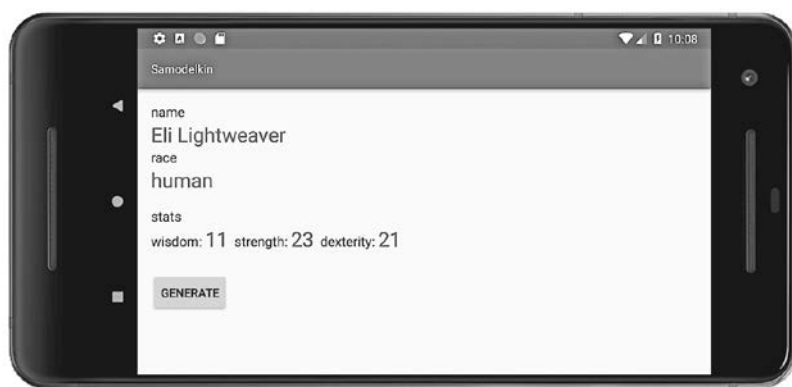 10:08
Samodelkin
name
Eli Lightweaver
race
human
stats
wisdom: 11 strength: 23 dexterity: 21
GENERATE